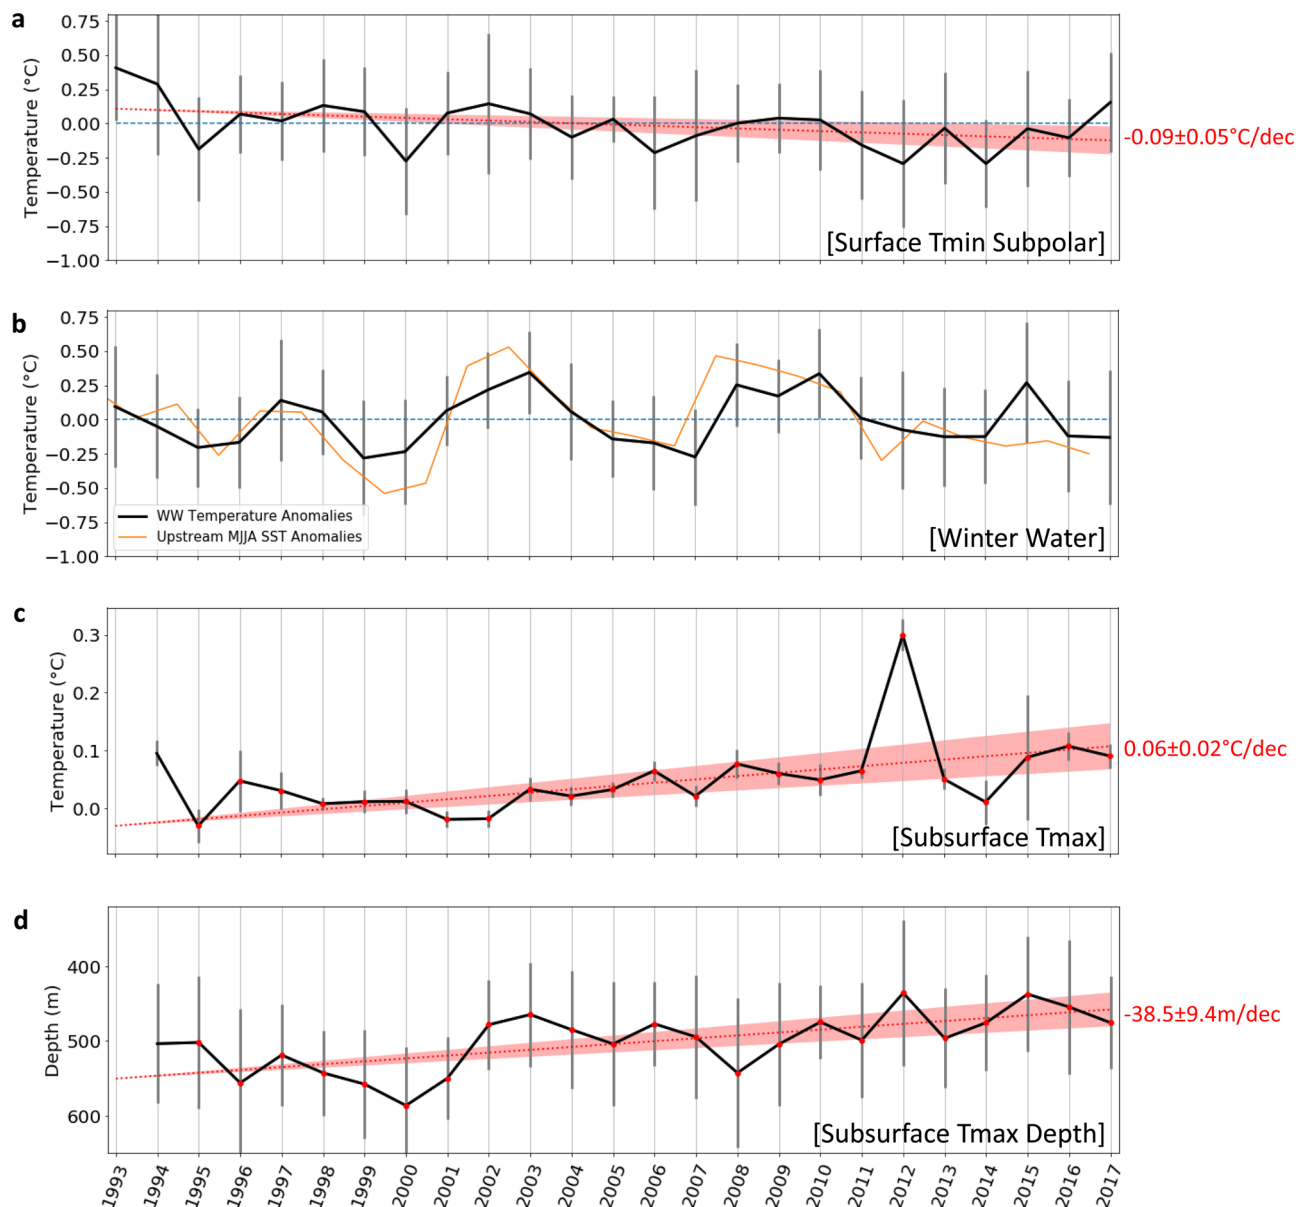 a
Temperature (°C)
0.75
0.50
0.25
0.00
−0.25
−0.50
−0.75
−1.00
-0.09±0.05°C/dec
[Surface Tmin Subpolar]
b
Temperature (°C)
0.75
0.50
0.25
0.00
−0.25
−0.50
−0.75
−1.00
WW Temperature Anomalies
Upstream MJJA SST Anomalies
[Winter Water]
c
Temperature (°C)
0.3
0.2
0.1
0.0
0.06±0.02°C/dec
[Subsurface Tmax]
d
Depth (m)
400
500
600
-38.5±9.4m/dec
[Subsurface Tmax Depth]
1993
1994
1995
1996
1997
1998
1999
2000
2001
2002
2003
2004
2005
2006
2007
2008
2009
2010
2011
2012
2013
2014
2015
2016
2017